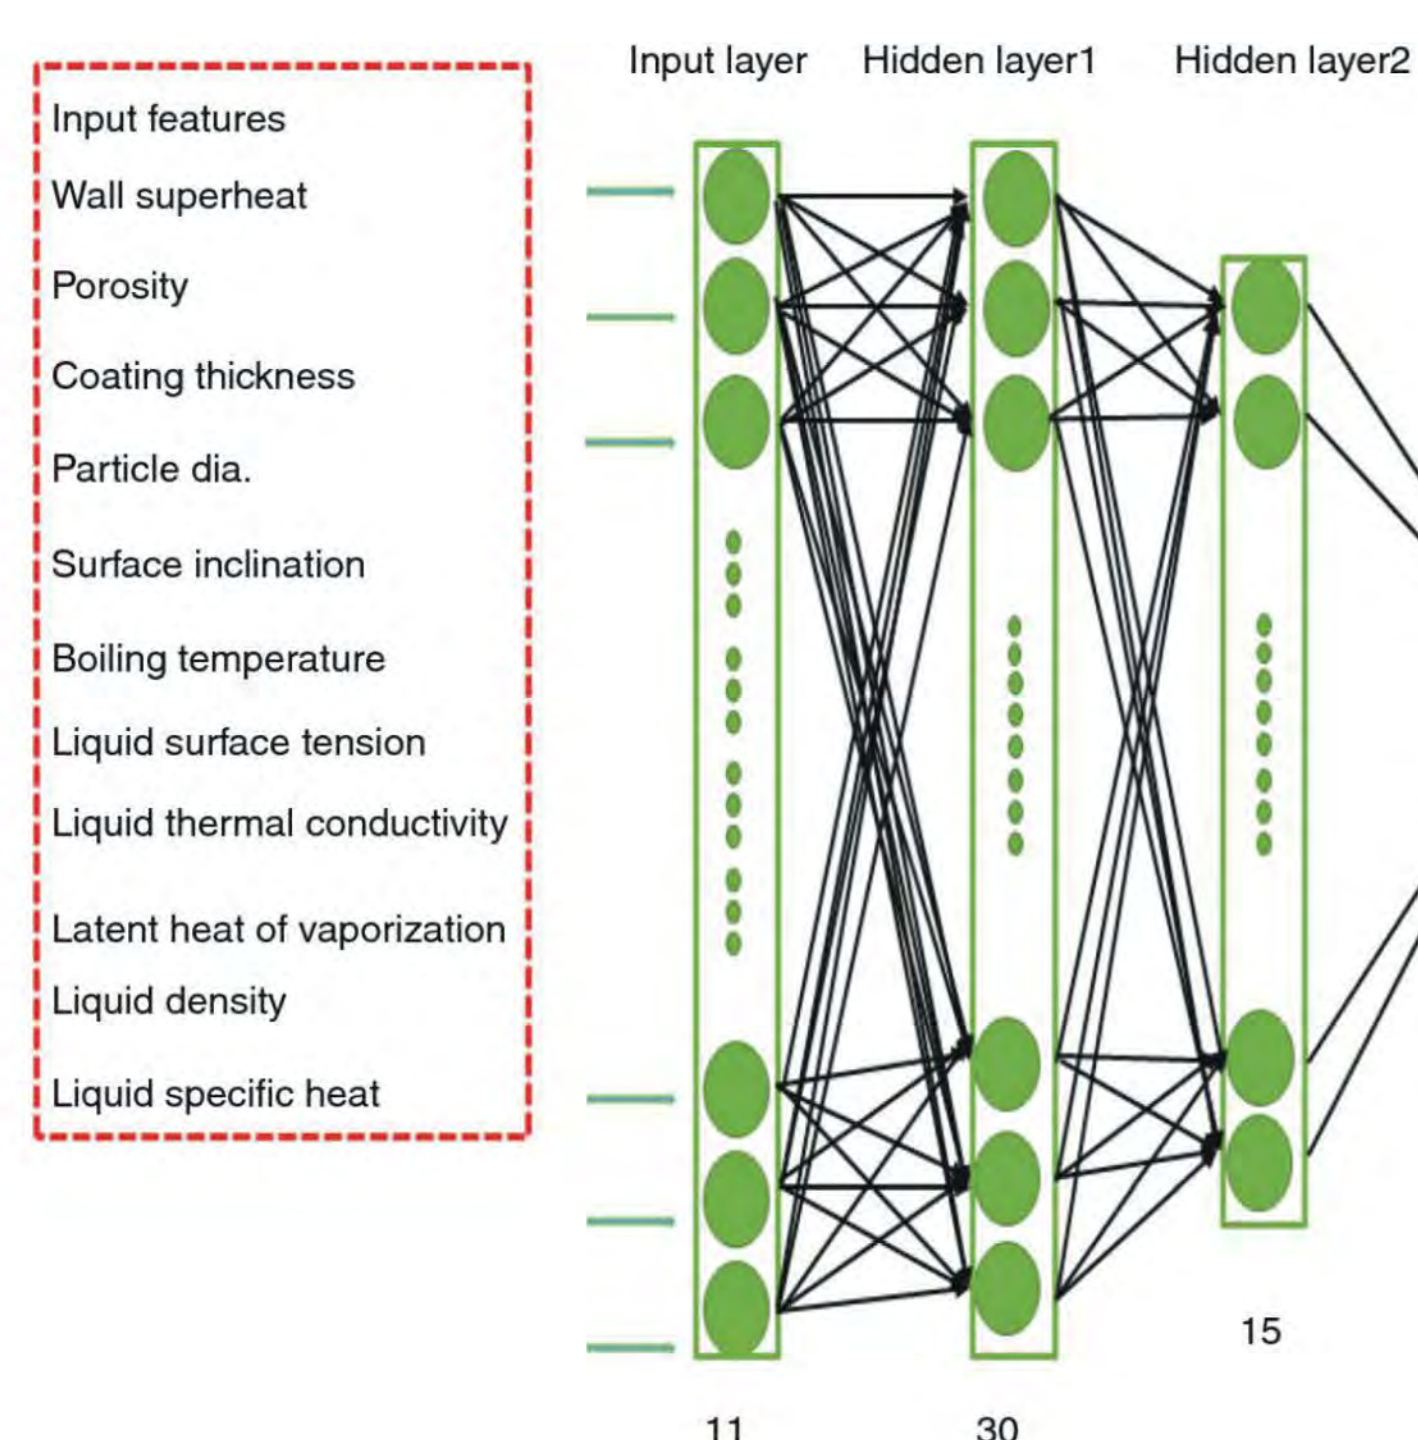 Input layer
Hidden layer1
Hidden layer2
Input features
Wall superheat
Porosity
Coating thickness
Particle dia.
Surface inclination
Boiling temperature
Liquid surface tension
Liquid thermal conductivity
Latent heat of vaporization
Liquid density
Liquid specific heat
15
11
30